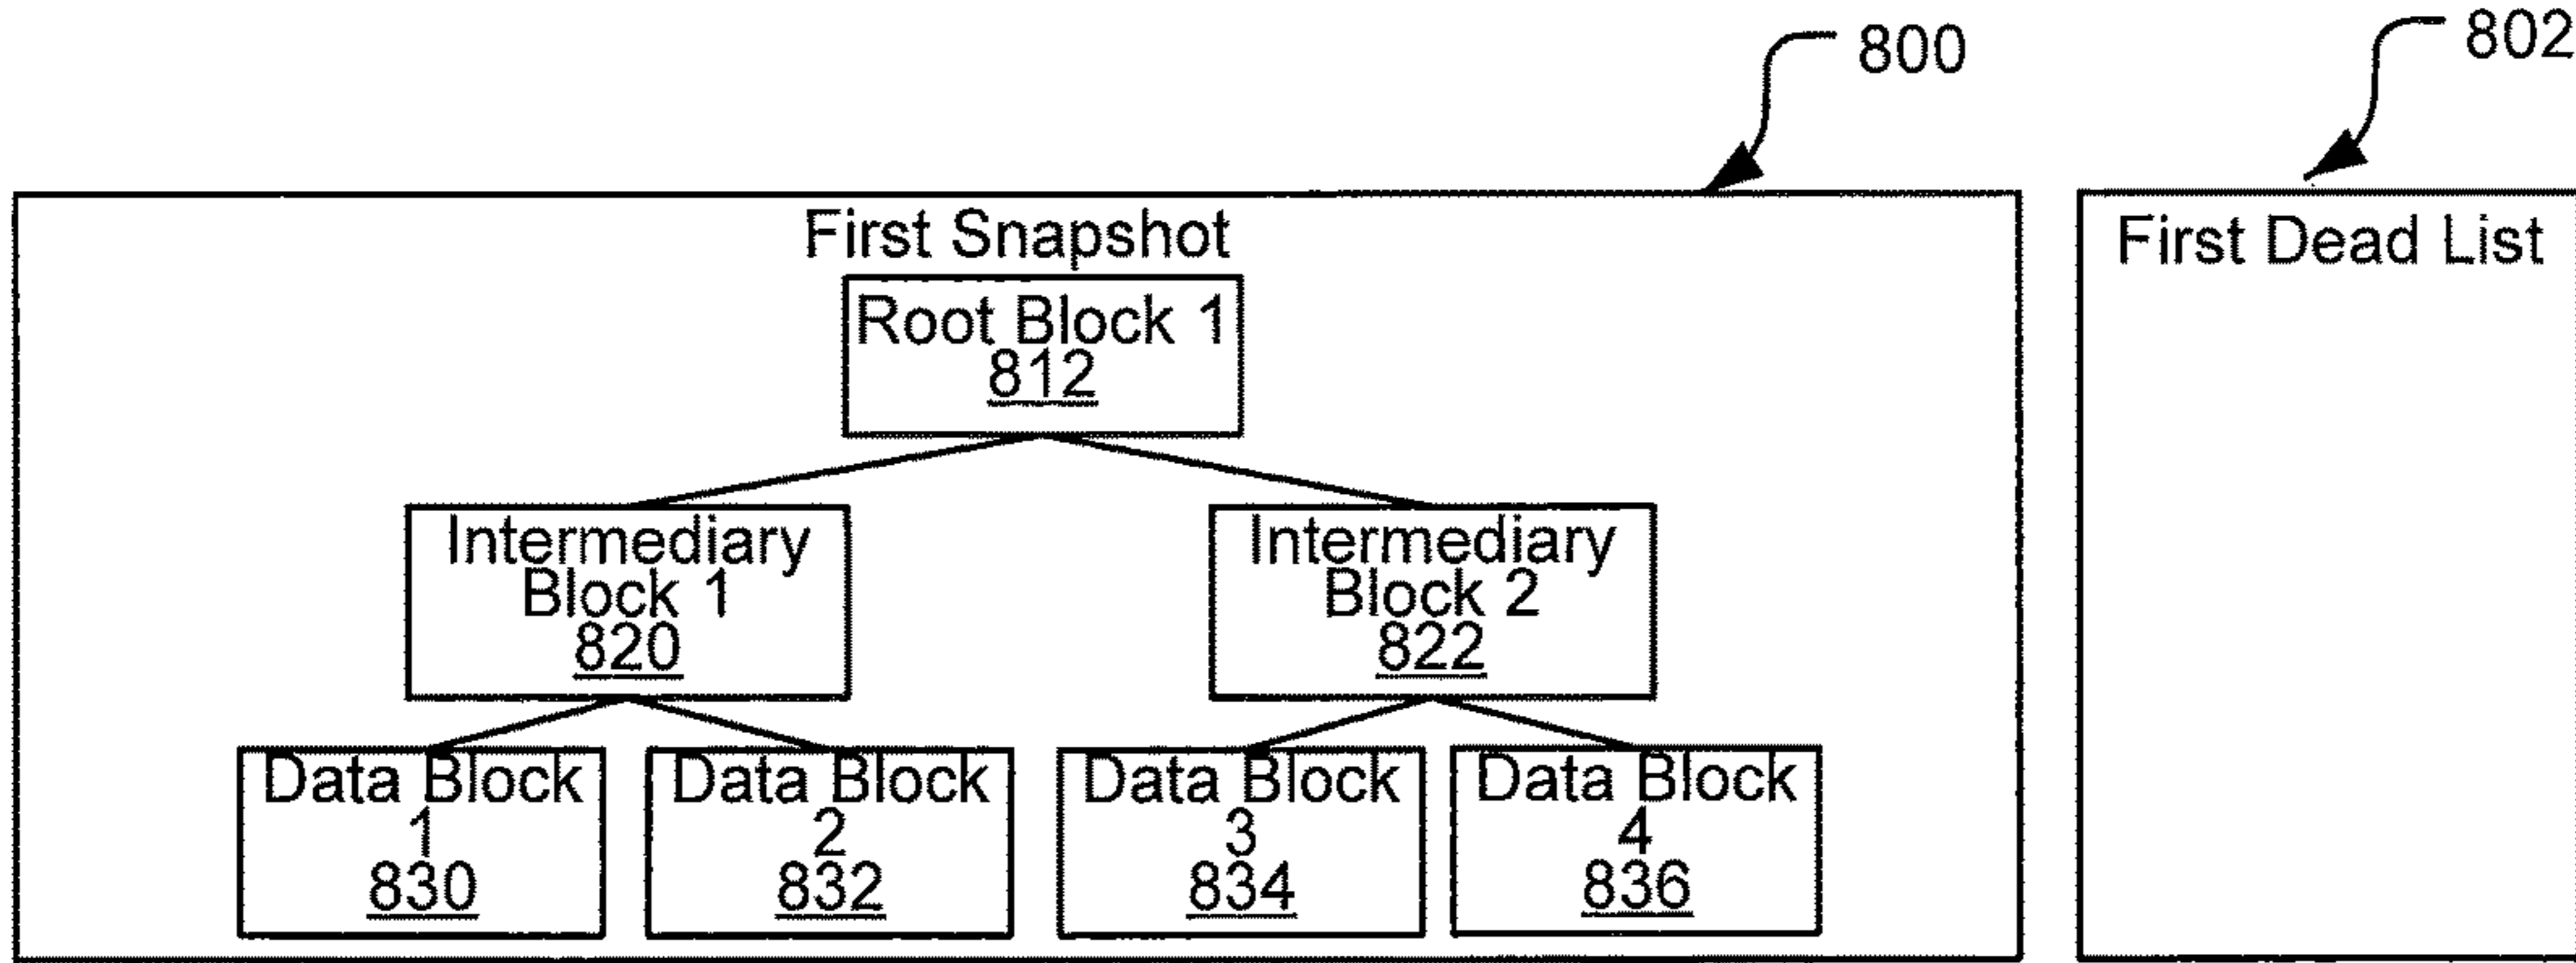 800
802
First Snapshot
First Dead List
Root Block 1
812
Intermediary
Block 1
820
Intermediary
Block 2
822
Data Block
1
830
Data Block
2
832
Data Block
3
834
Data Block
4
836